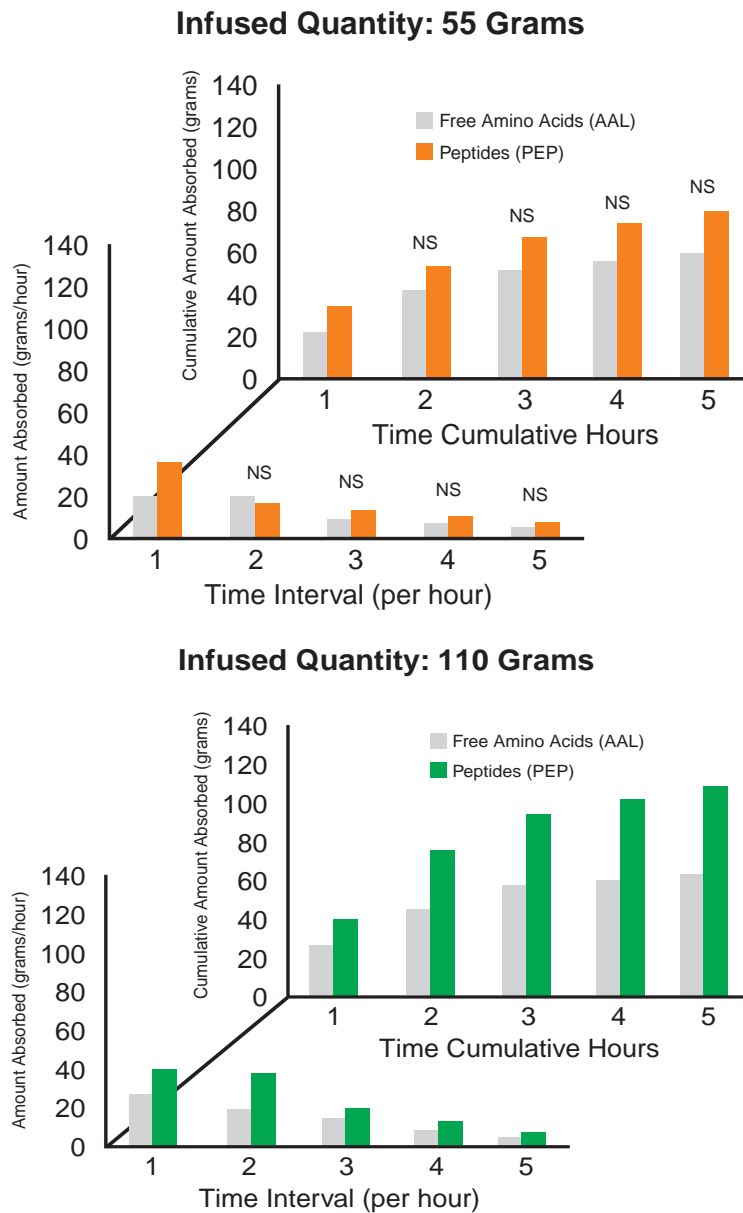 Infused Quantity: 55 Grams
Cumulative Amount Absorbed (grams)
140
120
100
80
60
40
20
0
Free Amino Acids (AAL)
Peptides (PEP)
NS
NS
NS
NS
1 2 3 4 5
Time Cumulative Hours
Amount Absorbed (grams/hour)
140
120
100
80
60
40
20
0
NS
NS
NS
NS
1 2 3 4 5
Time Interval (per hour)
Infused Quantity: 110 Grams
Cumulative Amount Absorbed (grams)
140
120
100
80
60
40
20
0
Free Amino Acids (AAL)
Peptides (PEP)
1 2 3 4 5
Time Cumulative Hours
Amount Absorbed (grams/hour)
140
120
100
80
60
40
20
0
1 2 3 4 5
Time Interval (per hour)